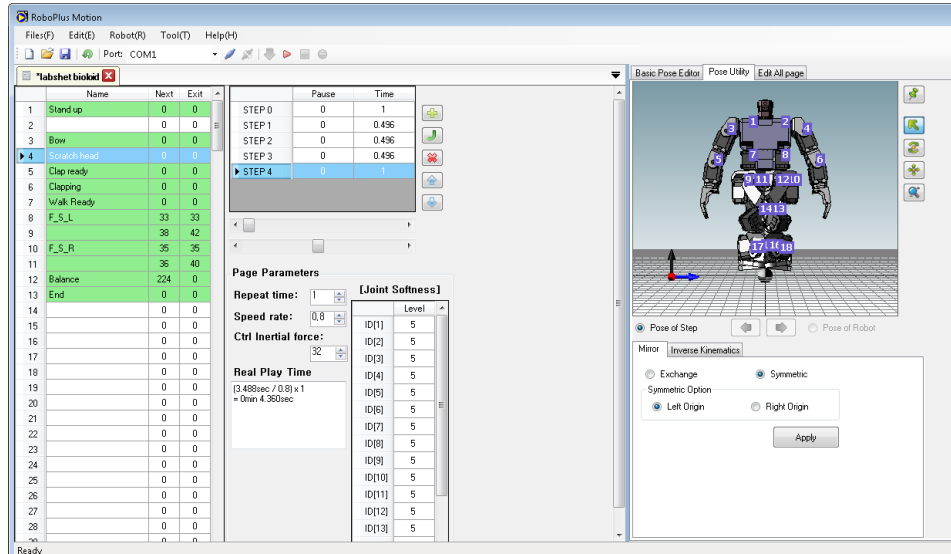 RoboPlus Motion
Files(F) Edit(E) Robot(R) Tool(T) Help(H)
Port: COM1
*labshet bioloid
Name Next Exit
1 Stand up 0 0
2 0 0
3 Bow 0 0
4 Scratch head 0 0
5 Clap ready 0 0
6 Clapping 0 0
7 Walk Ready 0 0
8 F_S_L 33 33
9 38 42
10 F_S_R 35 35
11 36 40
12 Balance 224 0
13 End 0 0
14 0 0
15 0 0
16 0 0
17 0 0
18 0 0
19 0 0
20 0 0
21 0 0
22 0 0
23 0 0
24 0 0
25 0 0
26 0 0
27 0 0
28 0 0
Pause Time
STEP 0 0 1
STEP 1 0 0.496
STEP 2 0 0.496
STEP 3 0 0.496
STEP 4 0 1
Page Parameters
Repeat time: 1
Speed rate: 0,8
Ctrl Inertial force:
32
Real Play Time
(3.488sec / 0.8) x 1
= 0min 4.360sec
[Joint Softness]
Level
ID[1] 5
ID[2] 5
ID[3] 5
ID[4] 5
ID[5] 5
ID[6] 5
ID[7] 5
ID[8] 5
ID[9] 5
ID[10] 5
ID[11] 5
ID[12] 5
ID[13] 5
Basic Pose Editor Pose Utility Edit All page
1 2
3 4
7 8
5 6
9 11 12 10
14 13
17 16 18
Pose of Step Pose of Robot
Mirror Inverse Kinematics
Exchange Symmetric
Symmetric Option
Left Origin Right Origin
Apply
Ready